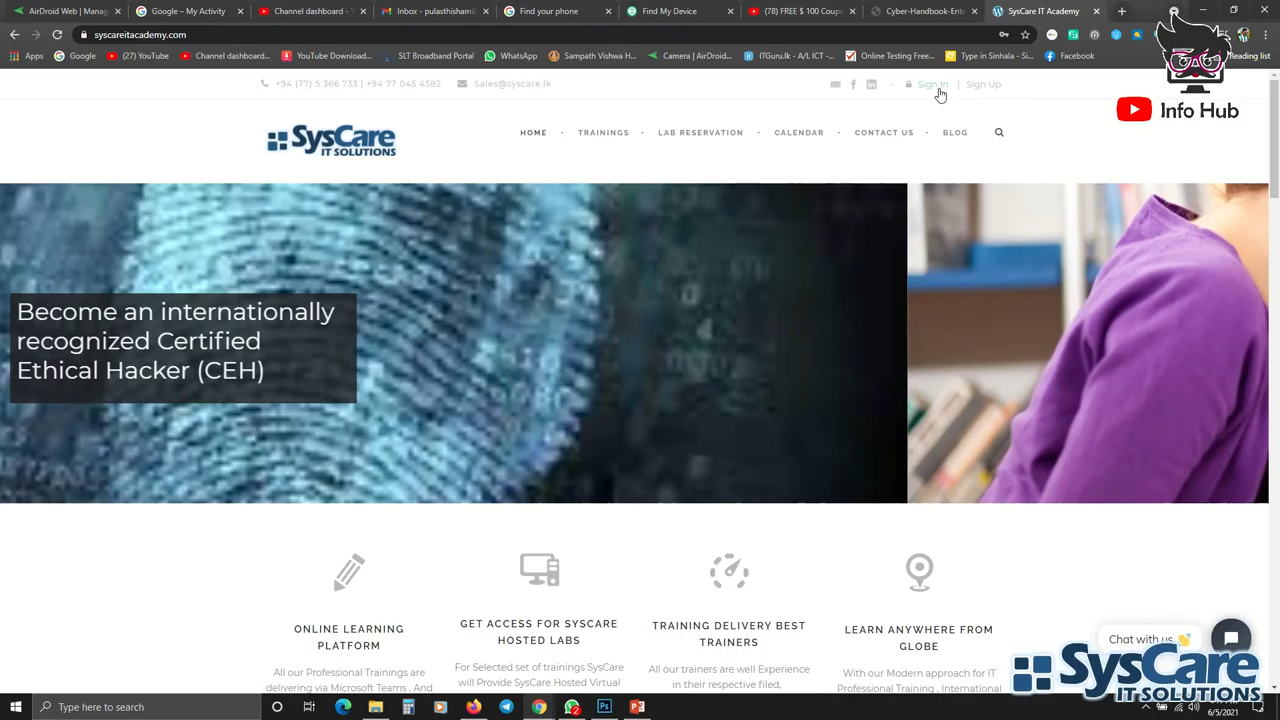 AirDroid Web | Manag
Google – My Activity
Channel dashboard - Y
Inbox - pulasthishamil
Find your phone
Find My Device
(78) FREE $ 100 Coup
Cyber-Handbook-Ente
SysCare IT Academy
syscareitacademy.com
Apps
Google
(27) YouTube
Channel dashboard...
YouTube Download...
SLT Broadband Portal
WhatsApp
Sampath Vishwa H...
Camera | AirDroid...
ITGuru.lk - A/L ICT -...
Online Testing Free...
Type in Sinhala - Si...
Facebook
Reading list
+94 (77) 5 366 733 | +94 77 045 4582
Sales@syscare.lk
Sign In | Sign Up
Info Hub
SysCare
IT SOLUTIONS
HOME
TRAININGS
LAB RESERVATION
CALENDAR
CONTACT US
BLOG
Become an internationally
recognized Certified
Ethical Hacker (CEH)
ONLINE LEARNING
PLATFORM
All our Professional Trainings are
delivering via Microsoft Teams . And
GET ACCESS FOR SYSCARE
HOSTED LABS
For Selected set of trainings SysCare
will Provide SysCare Hosted Virtual
TRAINING DELIVERY BEST
TRAINERS
All our trainers are well Experience
in their respective filed,
LEARN ANYWHERE FROM
GLOBE
With our Modern approach for IT
Professional Training , International
Chat with us 👋
SysCare
IT SOLUTIONS
Type here to search
6/5/2021